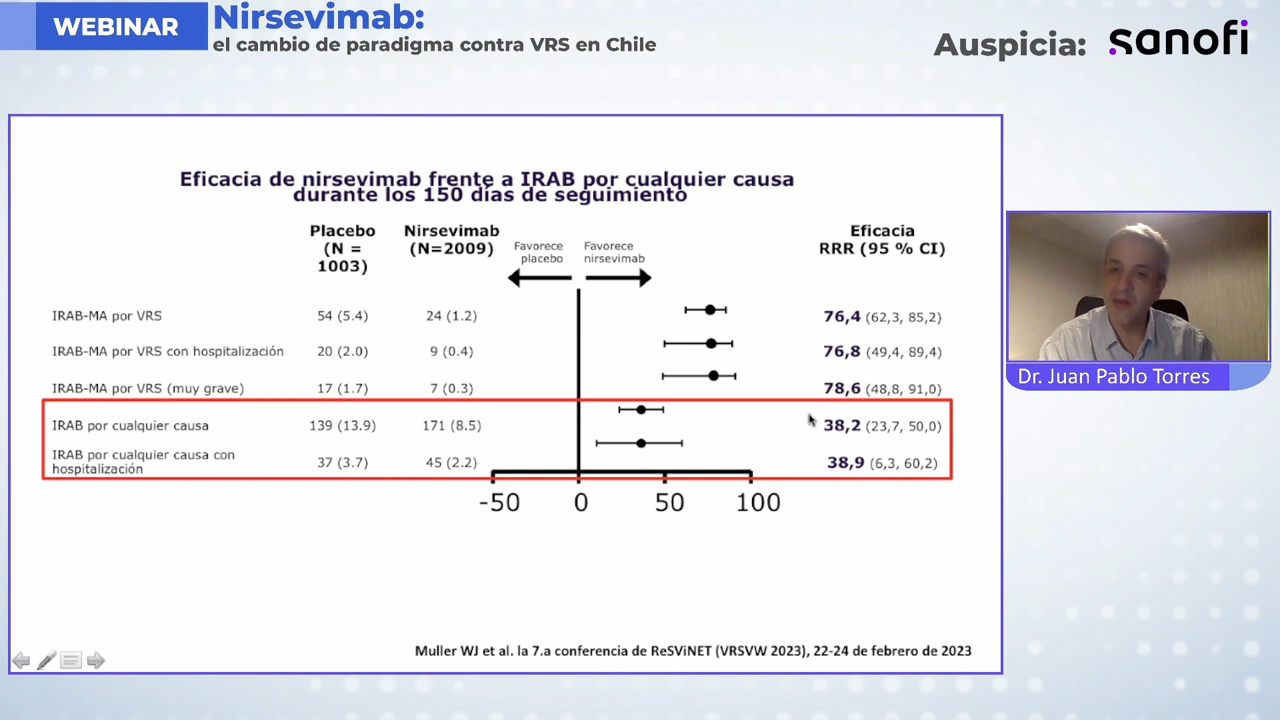 WEBINAR
Nirsevimab:
el cambio de paradigma contra VRS en Chile
Auspicia: sanofi
Eficacia de nirsevimab frente a IRAB por cualquier causa
durante los 150 días de seguimiento
Placebo
(N =
1003)
Nirsevimab
(N=2009)
Favorece
placebo
Favorece
nirsevimab
Eficacia
RRR (95 % CI)
IRAB-MA por VRS 54 (5.4) 24 (1.2) 76,4 (62,3, 85,2)
IRAB-MA por VRS con hospitalización 20 (2.0) 9 (0.4) 76,8 (49,4, 89,4)
IRAB-MA por VRS (muy grave) 17 (1.7) 7 (0.3) 78,6 (48,8, 91,0)
IRAB por cualquier causa 139 (13.9) 171 (8.5) 38,2 (23,7, 50,0)
IRAB por cualquier causa con
hospitalización 37 (3.7) 45 (2.2) 38,9 (6,3, 60,2)
-50 0 50 100
Muller WJ et al. la 7.a conferencia de ReSViNET (VRSVW 2023), 22-24 de febrero de 2023
Dr. Juan Pablo Torres